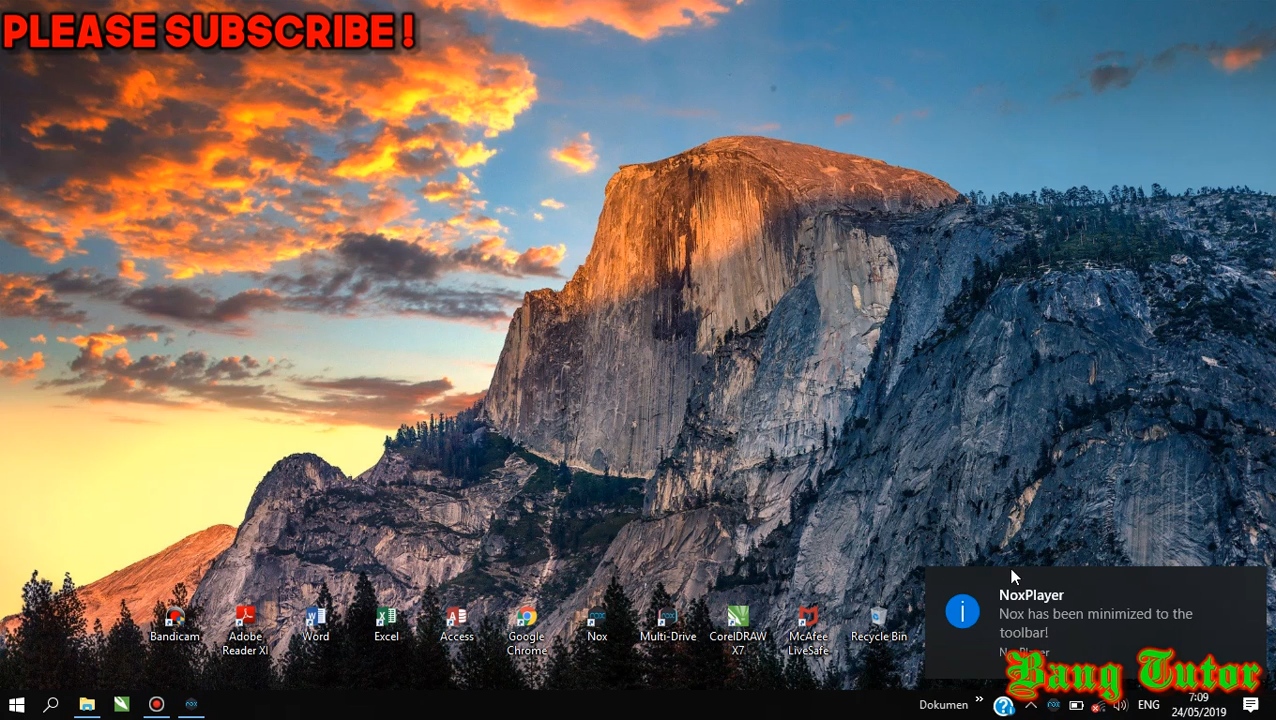 PLEASE SUBSCRIBE !
Bandicam
Adobe
Reader XI
Word
Excel
Access
Google
Chrome
Nox
Multi-Drive
CorelDRAW
X7
McAfee
LiveSafe
Recycle Bin
NoxPlayer
Nox has been minimized to the
toolbar!
Bang Tutor
Dokumen
ENG
7:09
24/05/2019